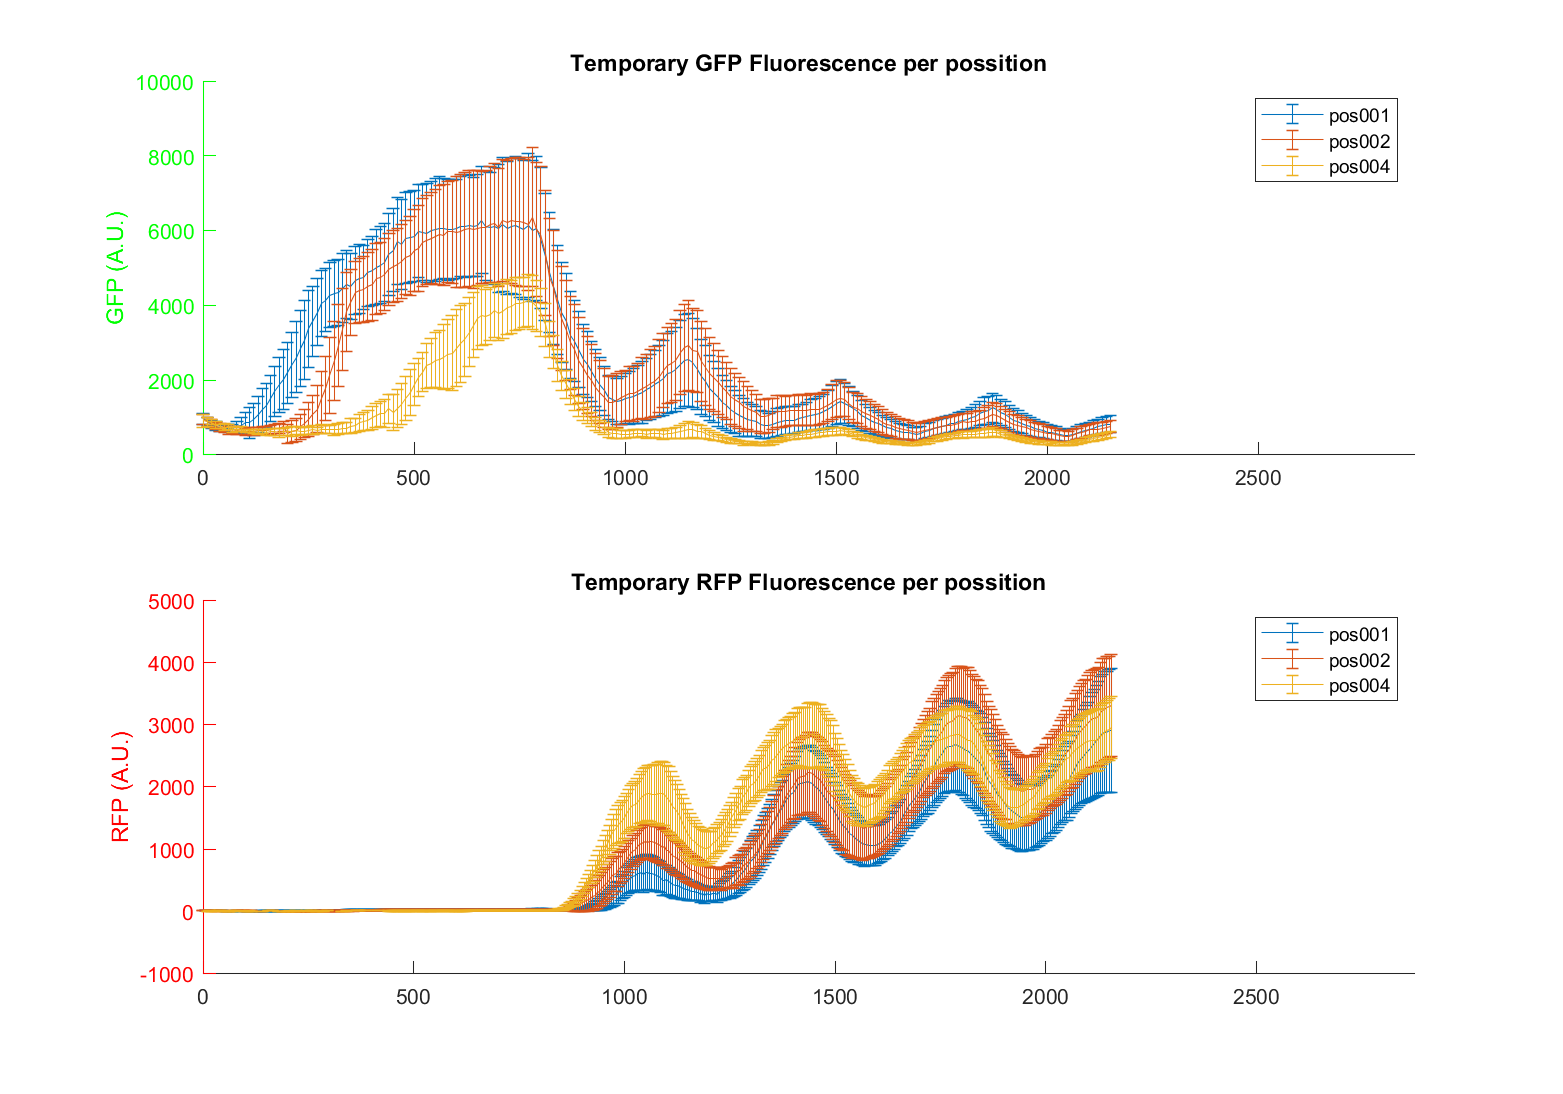 Temporary GFP Fluorescence per possition
10000
8000
6000
4000
2000
0
GFP (A.U.)
0 500 1000 1500 2000 2500
pos001
pos002
pos004
Temporary RFP Fluorescence per possition
5000
4000
3000
2000
1000
0
-1000
RFP (A.U.)
0 500 1000 1500 2000 2500
pos001
pos002
pos004